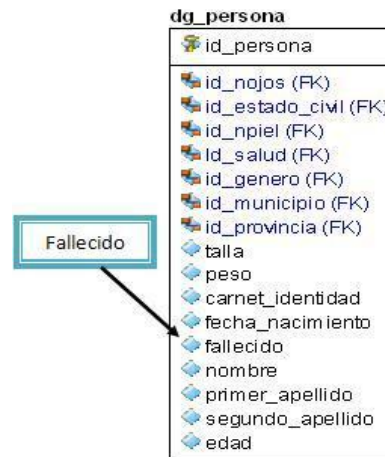 dg_persona
id_persona
id_nojos (FK)
id_estado_civil (FK)
id_npiel (FK)
Id_salud (FK)
id_genero (FK)
id_municipio (FK)
id_provincia (FK)
talla
peso
carnet_identidad
fecha_nacimiento
fallecido
nombre
primer_apellido
segundo_apellido
edad
Fallecido